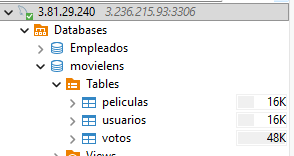 3.81.29.240 3.236.215.93:3306
Databases
Empleados
movielens
Tables
peliculas 16K
usuarios 16K
votos 48K
Views